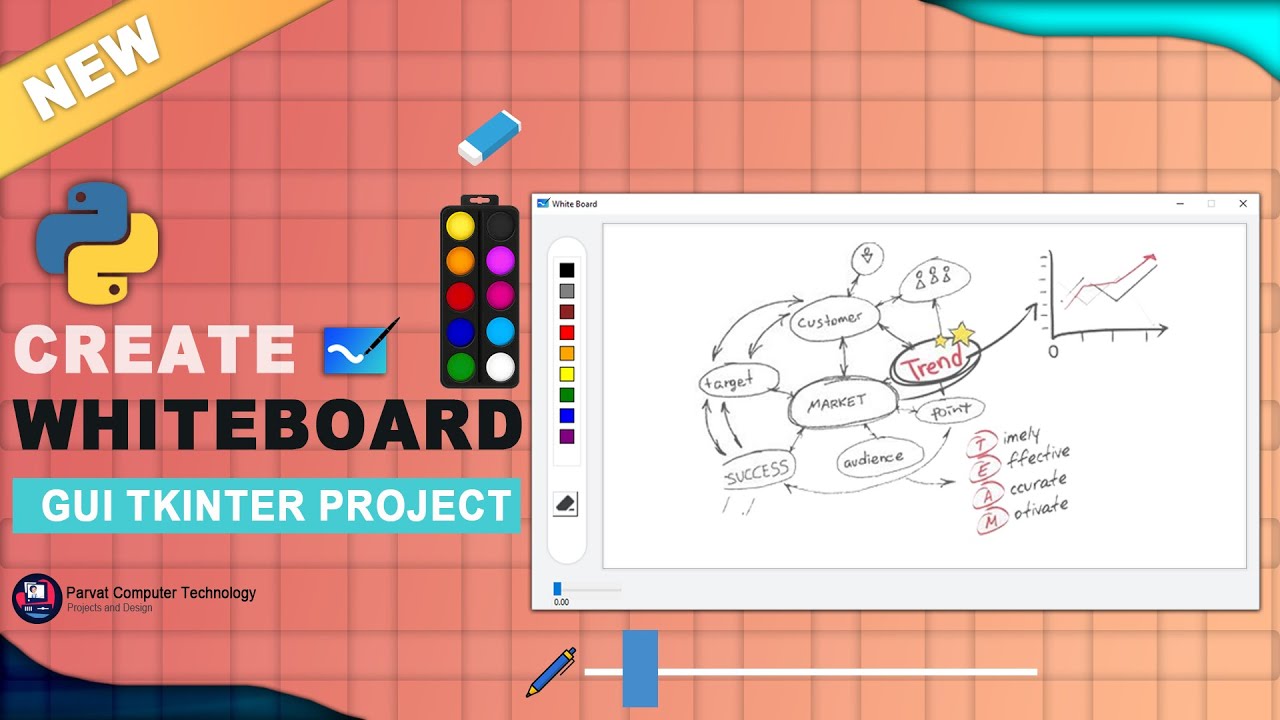 NEW
CREATE
WHITEBOARD
GUI TKINTER PROJECT
Parvat Computer Technology
Projects and Design
White Board
customer
Trend
target
MARKET
point
SUCCESS
audience
0
T imely
E ffective
A ccurate
M otivate
0.00